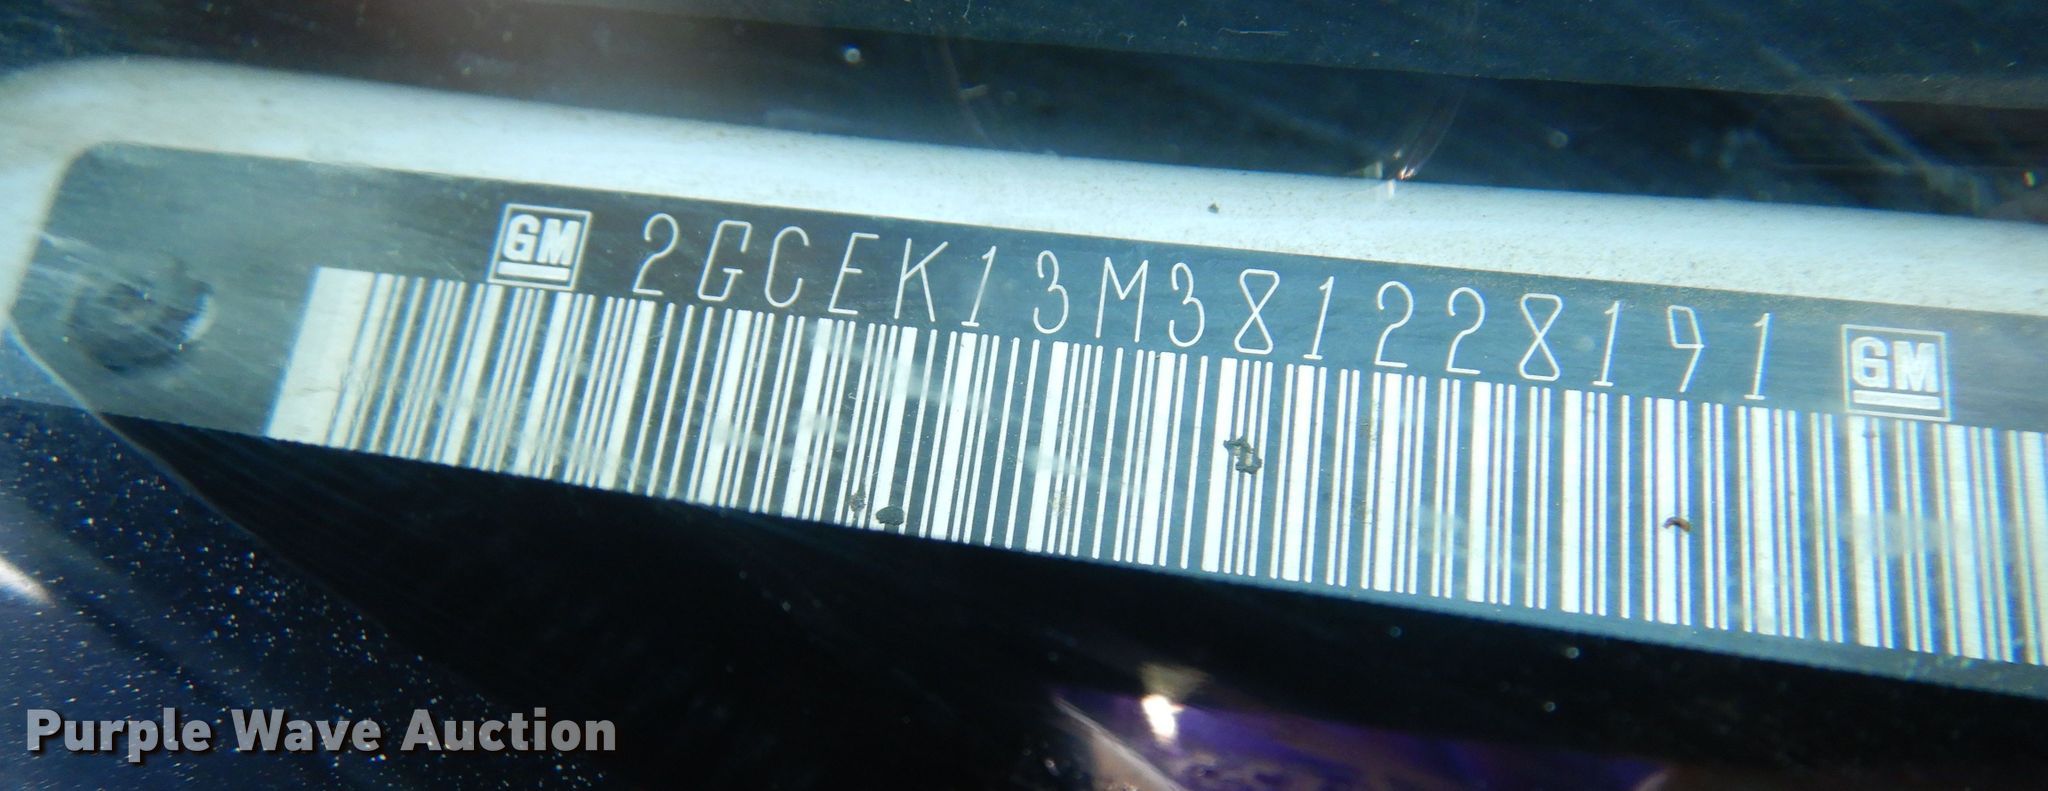 GM 2GCEK13M381228191 GM
Purple Wave Auction